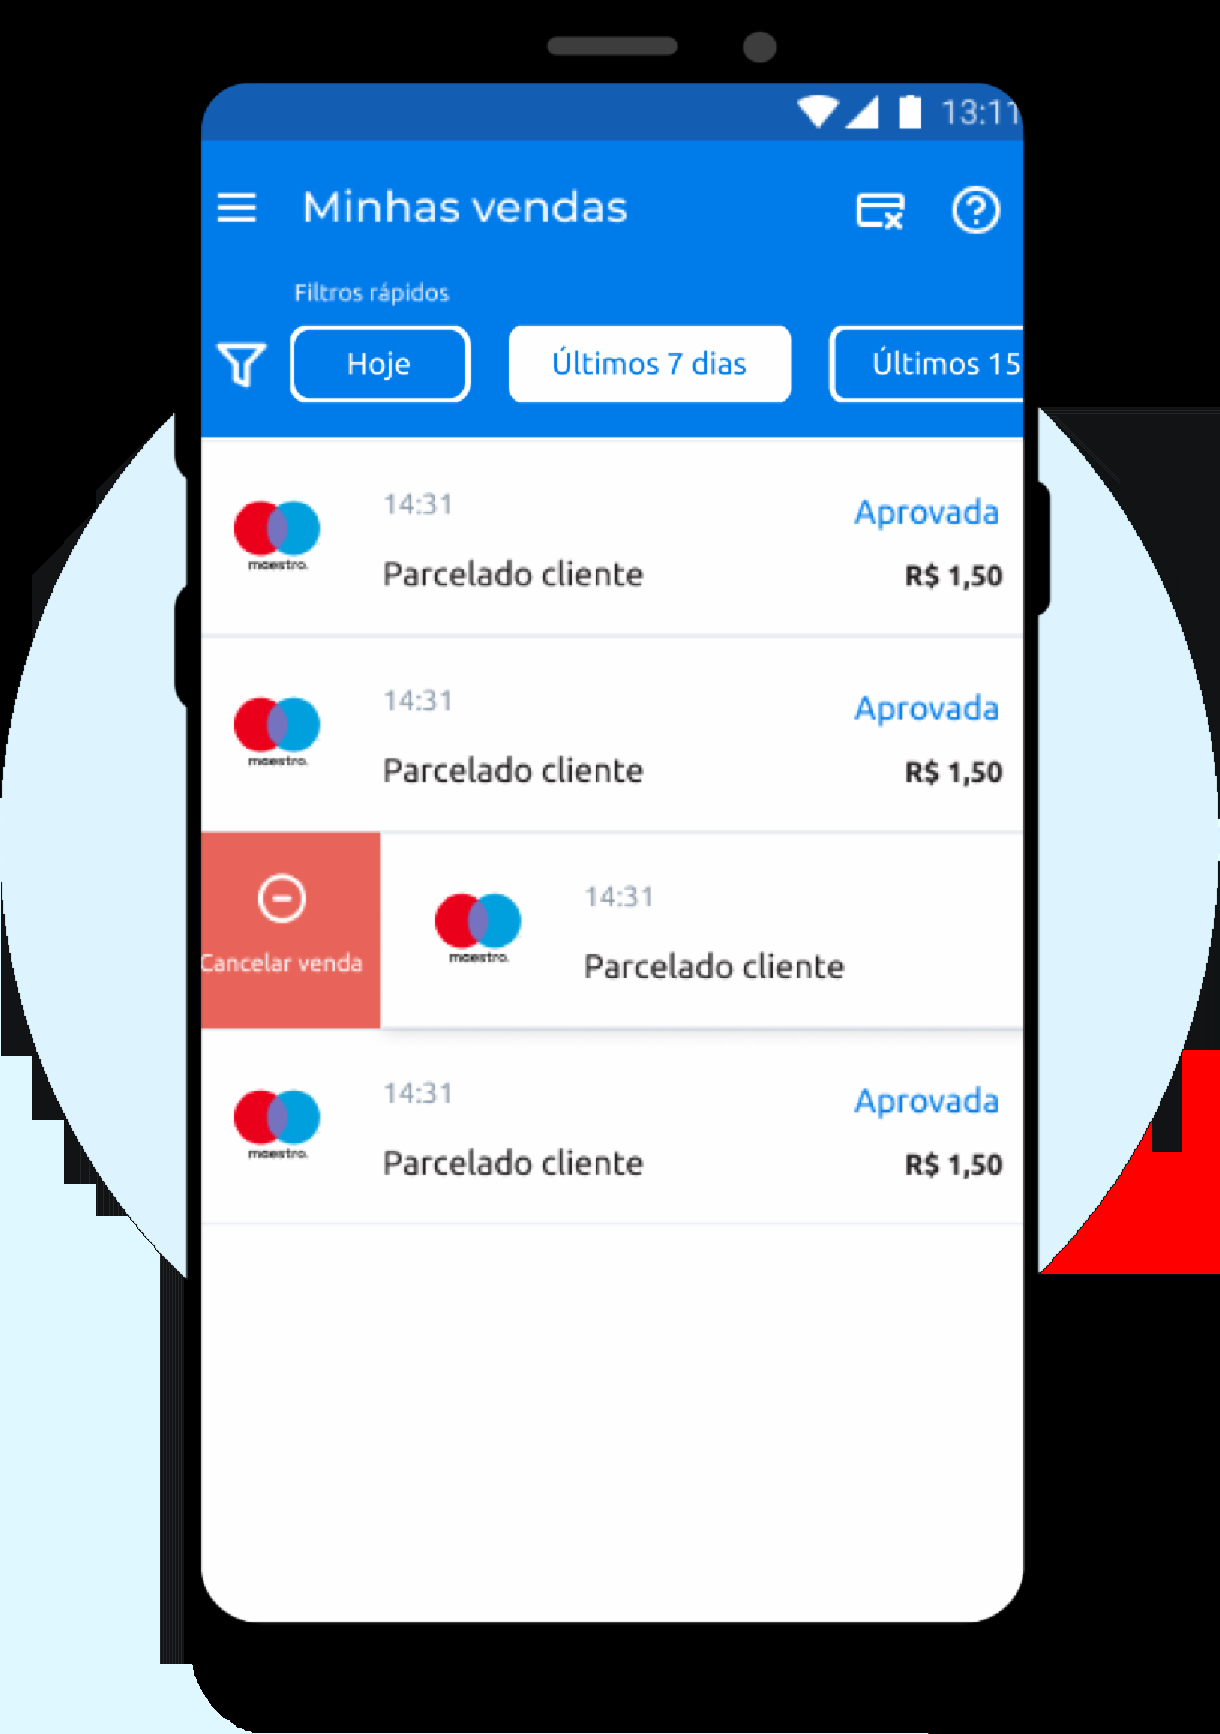 13:11
Minhas vendas
Filtros rápidos
Hoje
Últimos 7 dias
Últimos 15
14:31
Aprovada
maestro.
Parcelado cliente
R$ 1,50
14:31
Aprovada
maestro.
Parcelado cliente
R$ 1,50
14:31
Cancelar venda
maestro.
Parcelado cliente
14:31
Aprovada
maestro.
Parcelado cliente
R$ 1,50